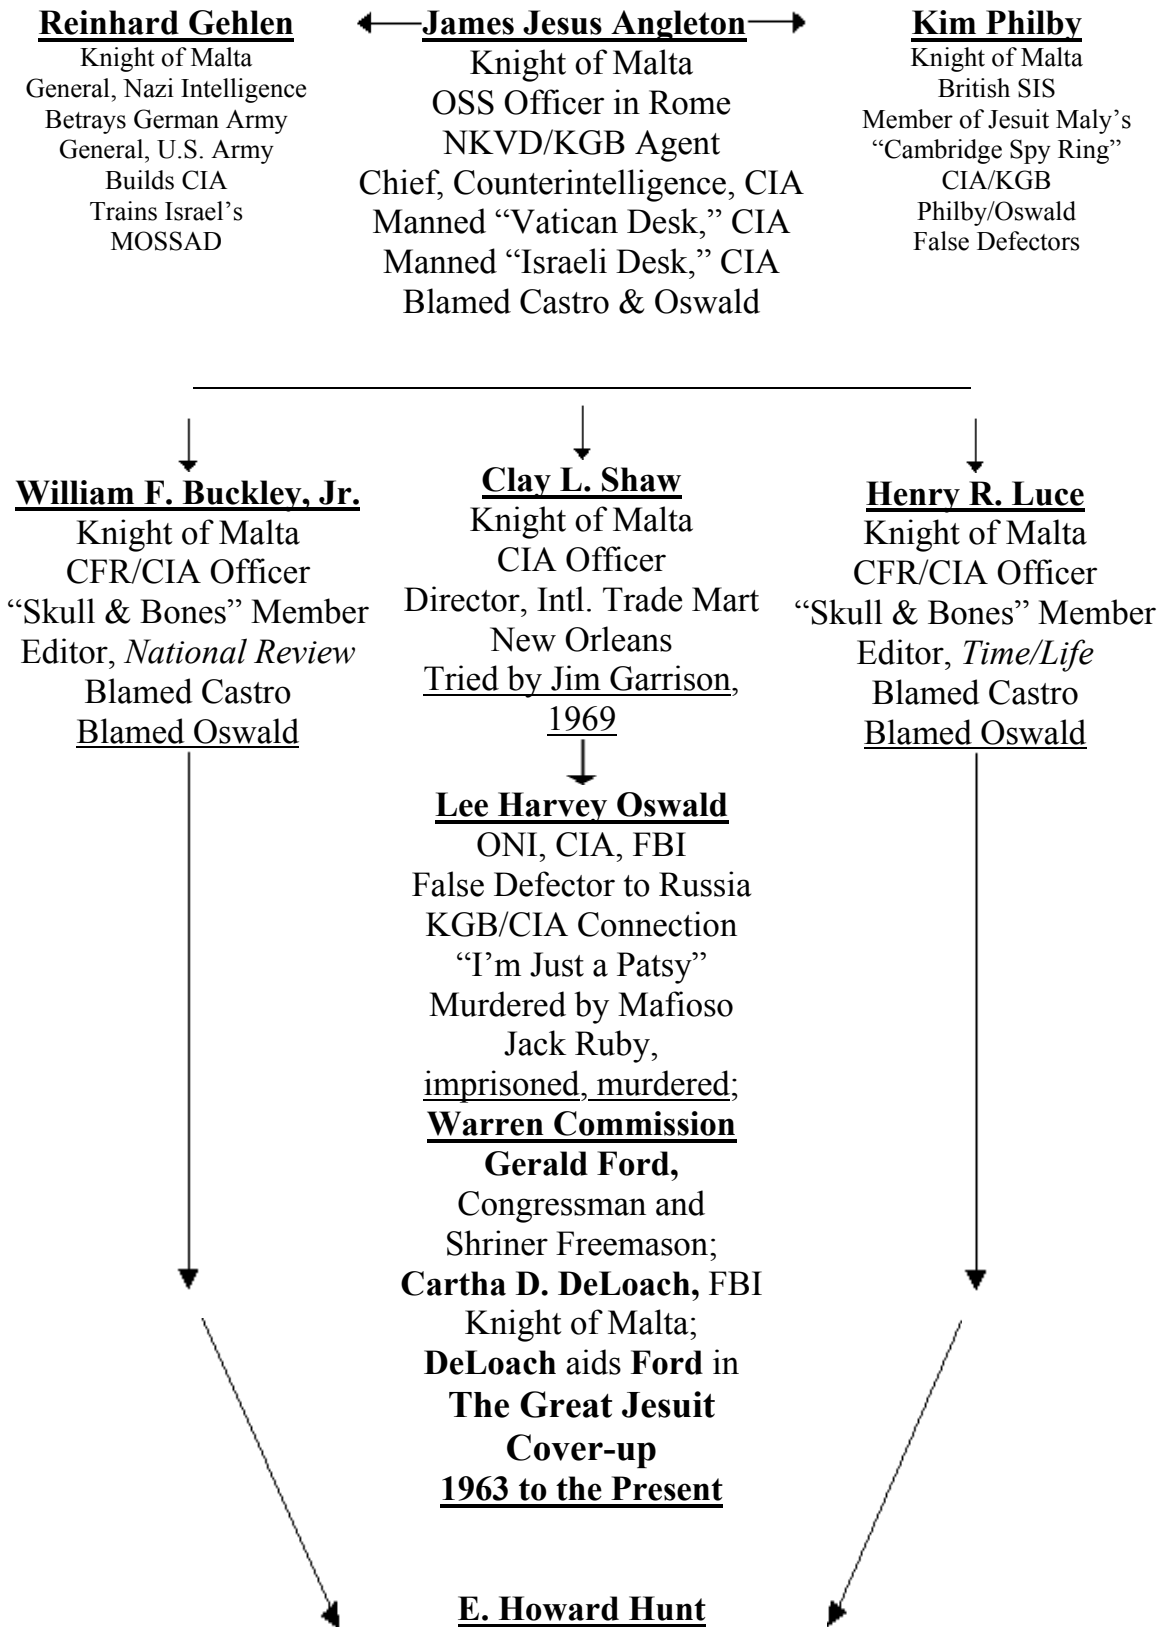 Reinhard Gehlen
Knight of Malta
General, Nazi Intelligence
Betrays German Army
General, U.S. Army
Builds CIA
Trains Israel’s
MOSSAD
James Jesus Angleton
Knight of Malta
OSS Officer in Rome
NKVD/KGB Agent
Chief, Counterintelligence, CIA
Manned “Vatican Desk,” CIA
Manned “Israeli Desk,” CIA
Blamed Castro & Oswald
Kim Philby
Knight of Malta
British SIS
Member of Jesuit Maly’s
“Cambridge Spy Ring”
CIA/KGB
Philby/Oswald
False Defectors
William F. Buckley, Jr.
Knight of Malta
CFR/CIA Officer
“Skull & Bones” Member
Editor, National Review
Blamed Castro
Blamed Oswald
Clay L. Shaw
Knight of Malta
CIA Officer
Director, Intl. Trade Mart
New Orleans
Tried by Jim Garrison,
1969
Henry R. Luce
Knight of Malta
CFR/CIA Officer
“Skull & Bones” Member
Editor, Time/Life
Blamed Castro
Blamed Oswald
Lee Harvey Oswald
ONI, CIA, FBI
False Defector to Russia
KGB/CIA Connection
“I’m Just a Patsy”
Murdered by Mafioso
Jack Ruby,
imprisoned, murdered;
Warren Commission
Gerald Ford,
Congressman and
Shriner Freemason;
Cartha D. DeLoach, FBI
Knight of Malta;
DeLoach aids Ford in
The Great Jesuit
Cover-up
1963 to the Present
E. Howard Hunt